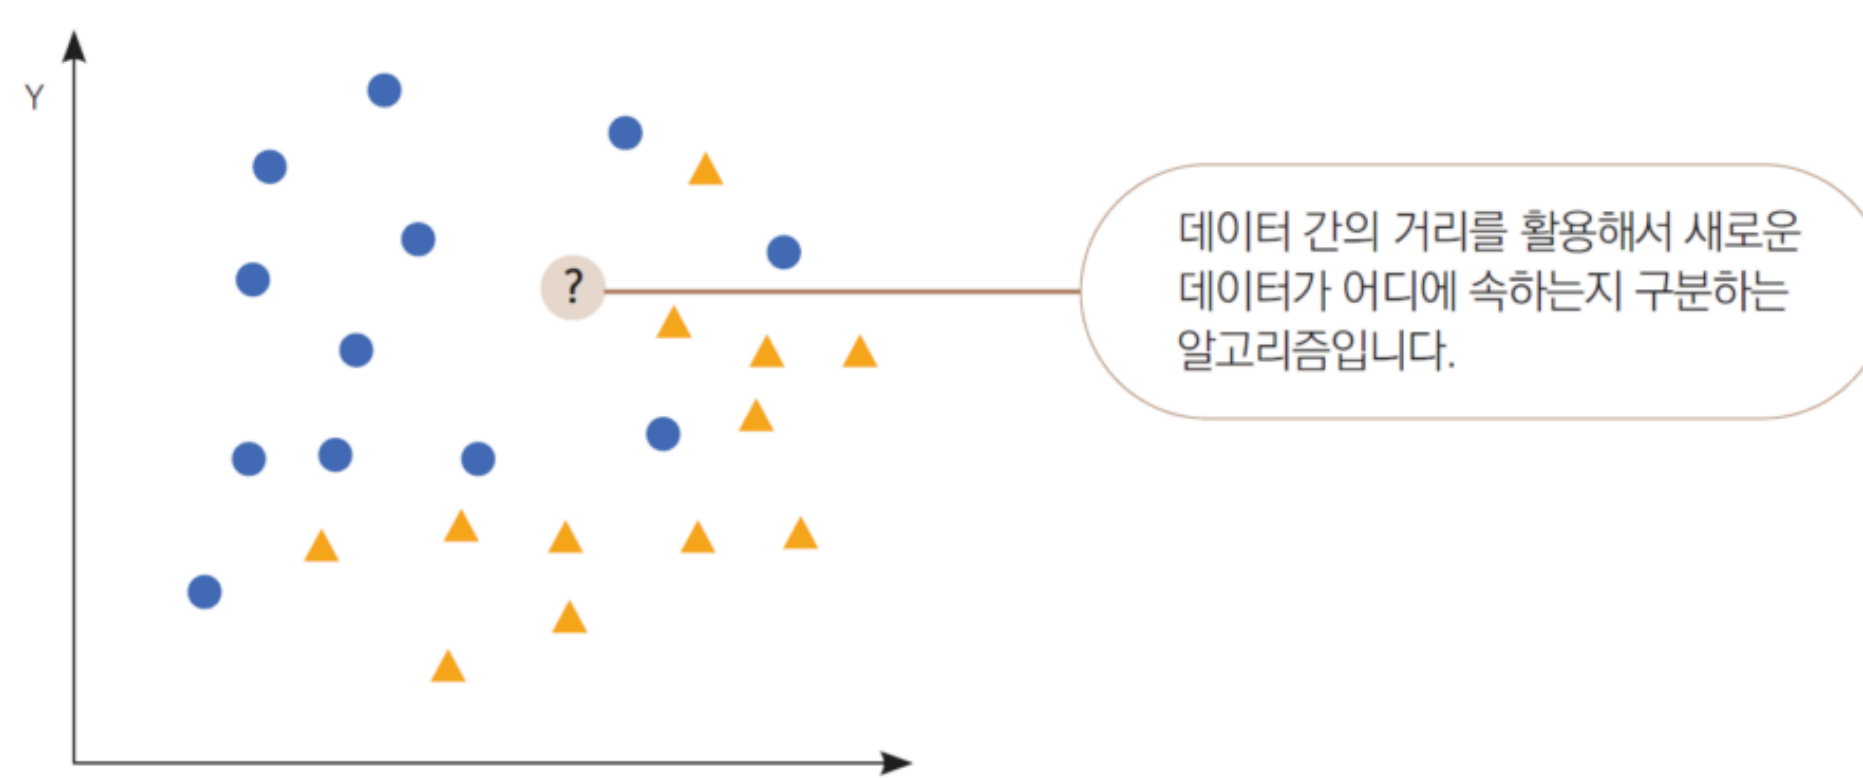 Y
?
데이터 간의 거리를 활용해서 새로운
데이터가 어디에 속하는지 구분하는
알고리즘입니다.